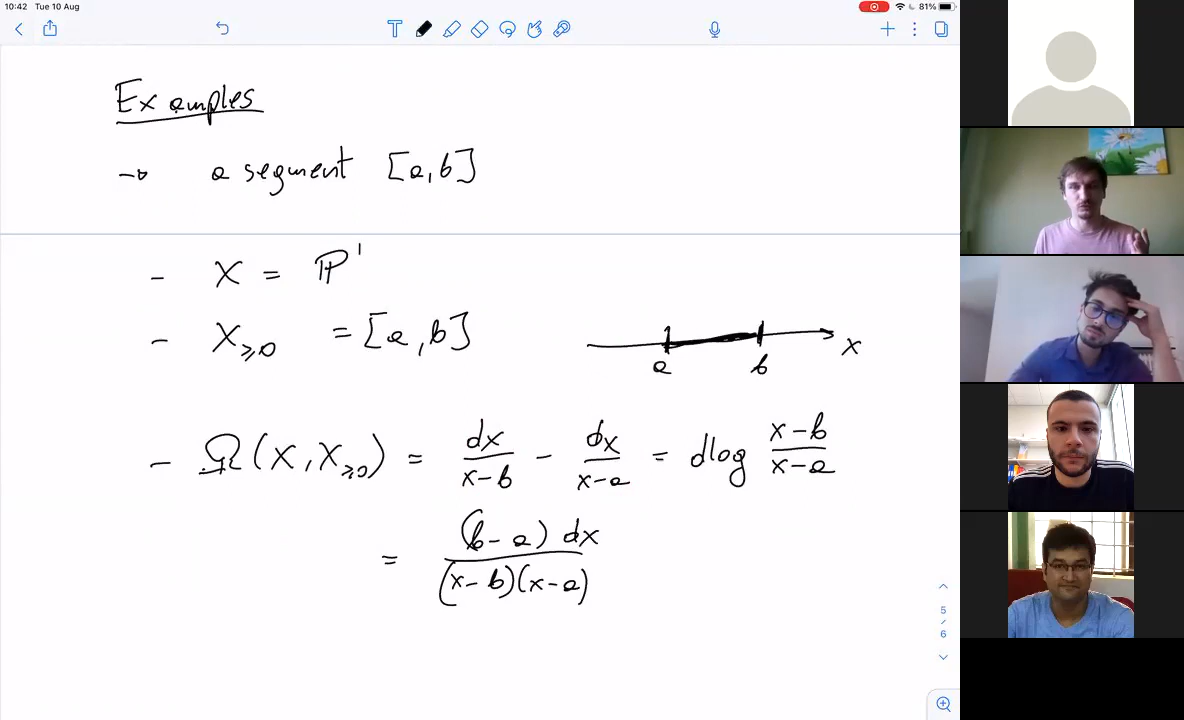 10:42 Tue 10 Aug
81%
Examples
→ a segment [a,b]
- X = ℙ¹
- X≥0 = [a,b]
a b x
- Ω(X,X≥0) = dx/(x-b) - dx/(x-a) = dlog (x-b)/(x-a)
= (b-a) dx/((x-b)(x-a))
5
/
6